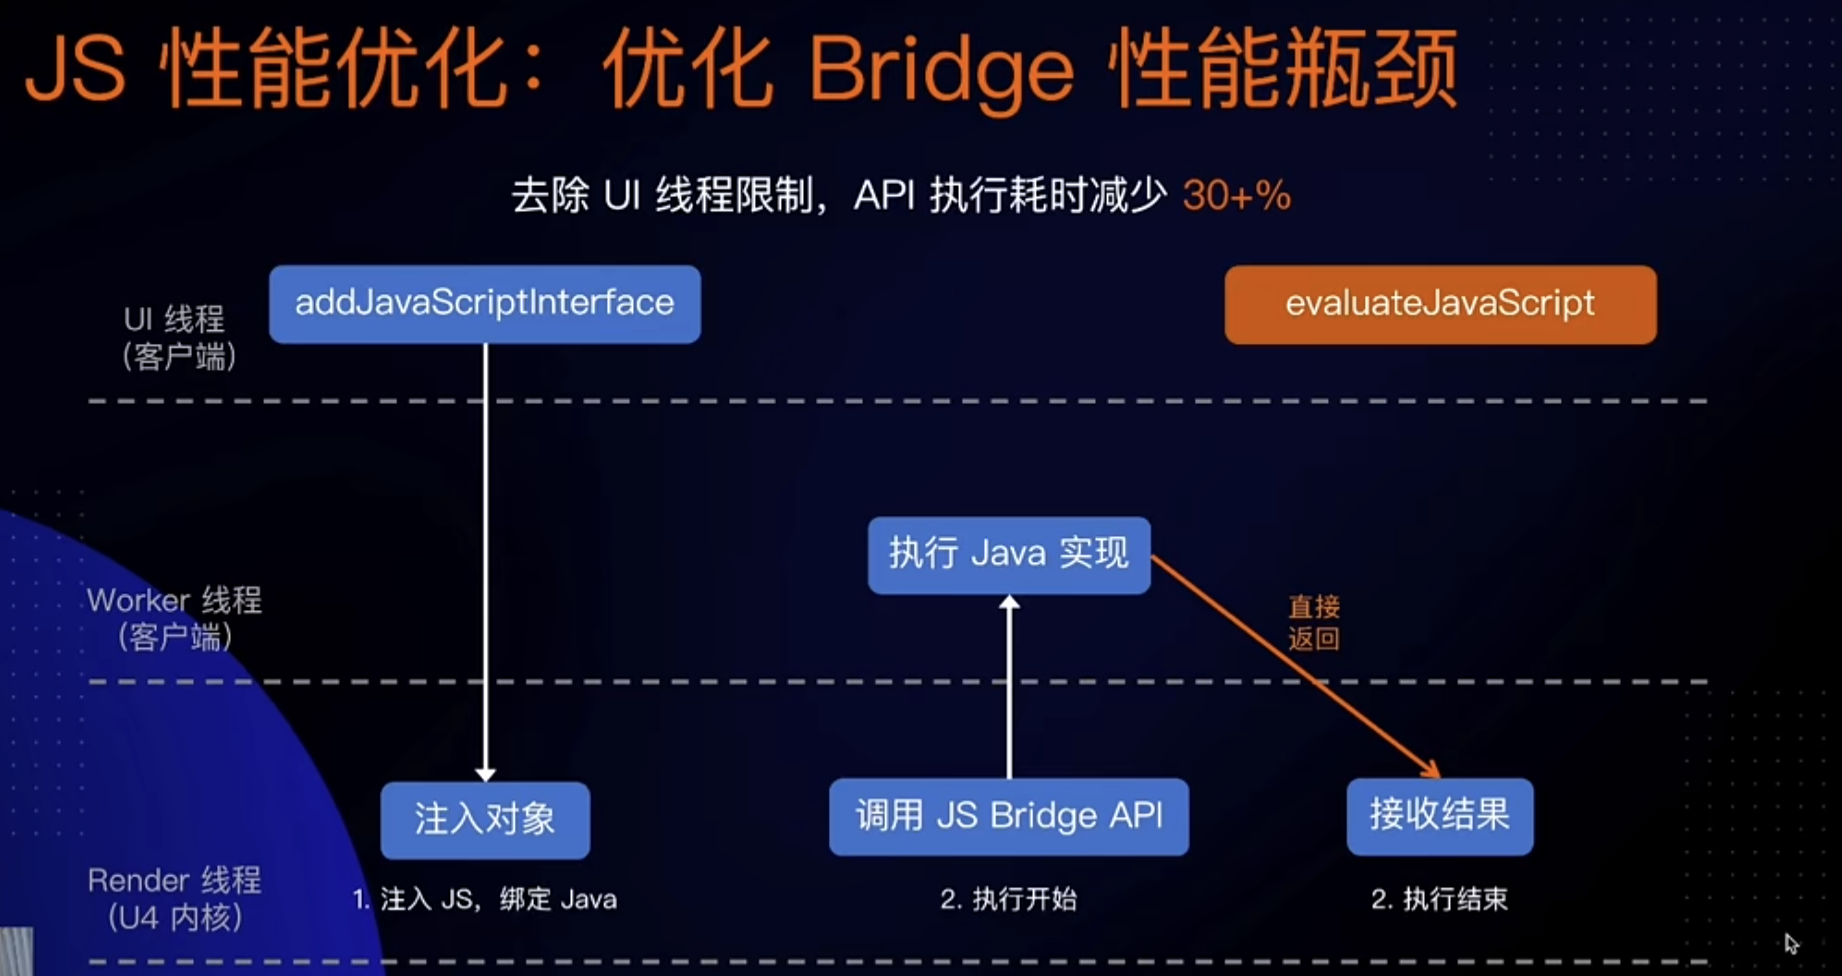 JS 性能优化：优化 Bridge 性能瓶颈
去除 UI 线程限制，API 执行耗时减少 30+%
UI 线程
（客户端）
addJavaScriptInterface
evaluateJavaScript
Worker 线程
（客户端）
执行 Java 实现
直接
返回
Render 线程
（U4 内核）
注入对象
调用 JS Bridge API
接收结果
1. 注入 JS，绑定 Java
2. 执行开始
2. 执行结束